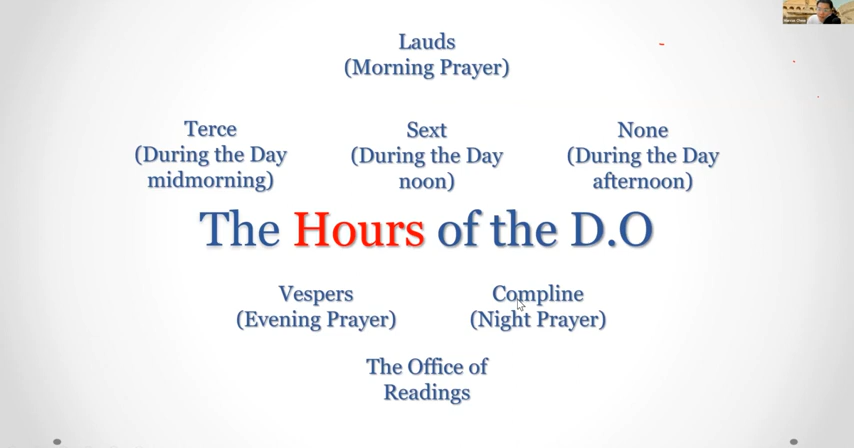 Lauds
(Morning Prayer)
Terce
(During the Day
midmorning)
Sext
(During the Day
noon)
None
(During the Day
afternoon)
The Hours of the D.O
Vespers
(Evening Prayer)
Compline
(Night Prayer)
The Office of
Readings